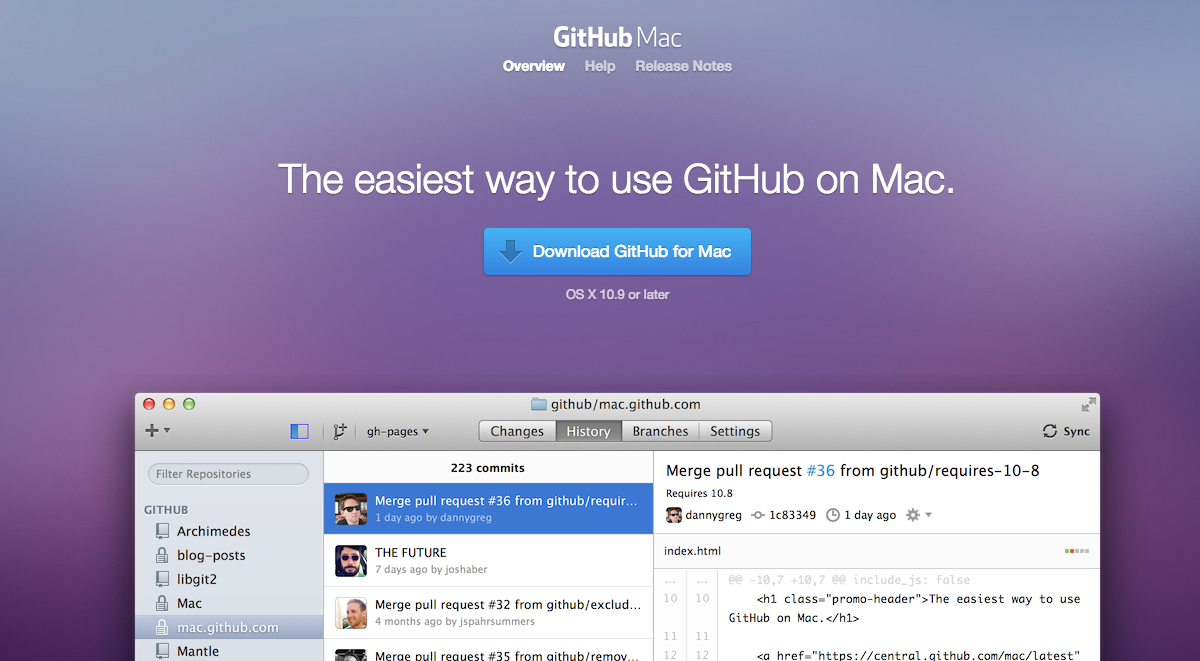 GitHub Mac
Overview Help Release Notes
The easiest way to use GitHub on Mac.
Download GitHub for Mac
OS X 10.9 or later
github/mac.github.com
gh-pages
Changes History Branches Settings
Sync
Filter Repositories
GITHUB
Archimedes
blog-posts
libgit2
Mac
mac.github.com
Mantle
223 commits
Merge pull request #36 from github/requir...
1 day ago by dannygreg
THE FUTURE
7 days ago by joshaber
Merge pull request #32 from github/exclud...
4 months ago by jspahrsummers
Merge pull request #35 from github/remov...
Merge pull request #36 from github/requires-10-8
Requires 10.8
dannygreg 1c83349 1 day ago
index.html
... ... @@ -10,7 +10,7 @@ include_js: false
10 10 <h1 class="promo-header">The easiest way to use
GitHub on Mac.</h1>
11 11
12 12 <a href="https://central.github.com/mac/latest"